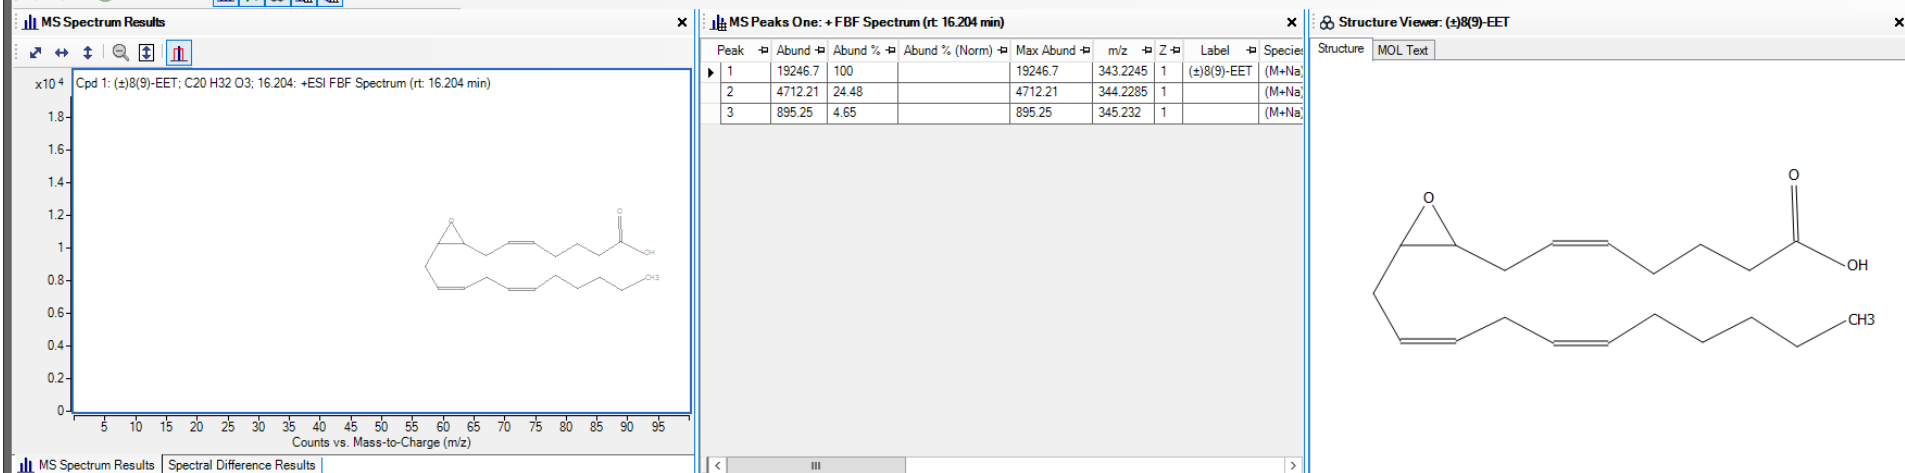 MS Spectrum Results
x10 4
Cpd 1: (±)8(9)-EET; C20 H32 O3; 16.204: +ESI FBF Spectrum (rt: 16.204 min)
1.8
1.6
1.4
1.2
1
0.8
0.6
0.4
0.2
0
O
OH
CH3
5 10 15 20 25 30 35 40 45 50 55 60 65 70 75 80 85 90 95
Counts vs. Mass-to-Charge (m/z)
MS Spectrum Results Spectral Difference Results
MS Peaks One: + FBF Spectrum (rt: 16.204 min)
Peak Abund Abund % Abund % (Norm) Max Abund m/z Z Label Species
1 19246.7 100 19246.7 343.2245 1 (±)8(9)-EET (M+Na)
2 4712.21 24.48 4712.21 344.2285 1 (M+Na)
3 895.25 4.65 895.25 345.232 1 (M+Na)
Structure Viewer: (±)8(9)-EET
Structure MOL Text
O
O
OH
CH3